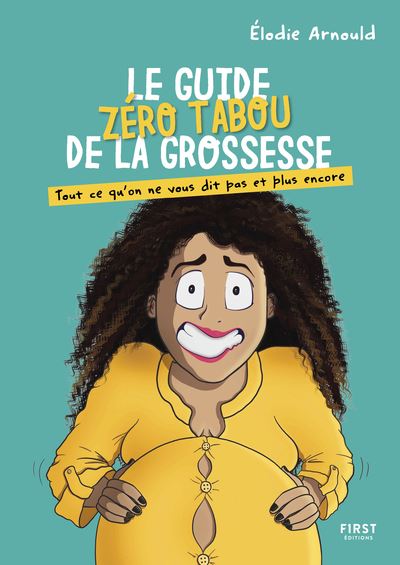 Élodie Arnould
LE GUIDE
ZÉRO TABOU
DE LA GROSSESSE
Tout ce qu'on ne vous dit pas et plus encore
FIRST
ÉDITIONS